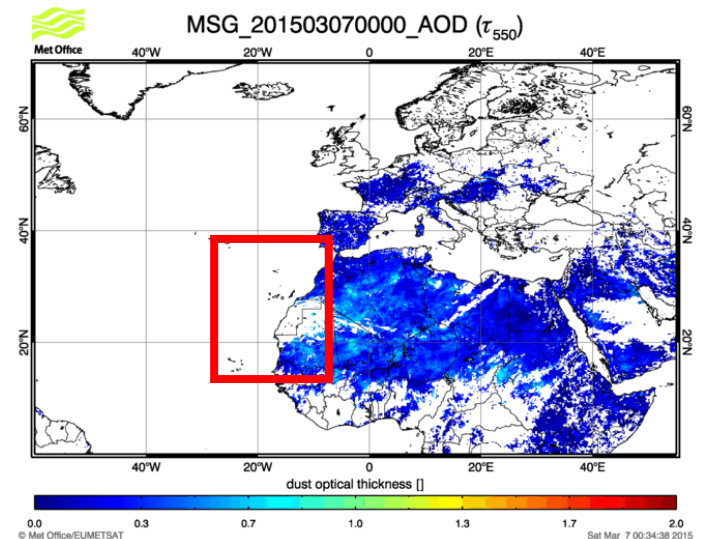 Met Office
MSG_201503070000_AOD (τ550)
40°W 20°W 0 20°E 40°E
60°N 60°N
40°N 40°N
20°N 20°N
40°W 20°W 0 20°E 40°E
dust optical thickness []
0.0 0.3 0.7 1.0 1.3 1.7 2.0
© Met Office/EUMETSAT Sat Mar 7 00:34:38 2015